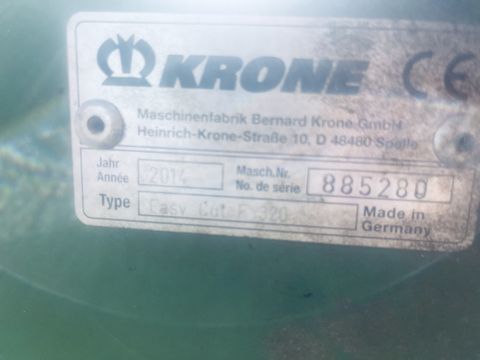 KRONE CE
Maschinenfabrik Bernard Krone GmbH
Heinrich-Krone-Straße 10, D 48480 Spelle
Jahr
Année 2014
Masch.Nr.
No. de série 885280
Type Easy Cut F 320
Made in
Germany